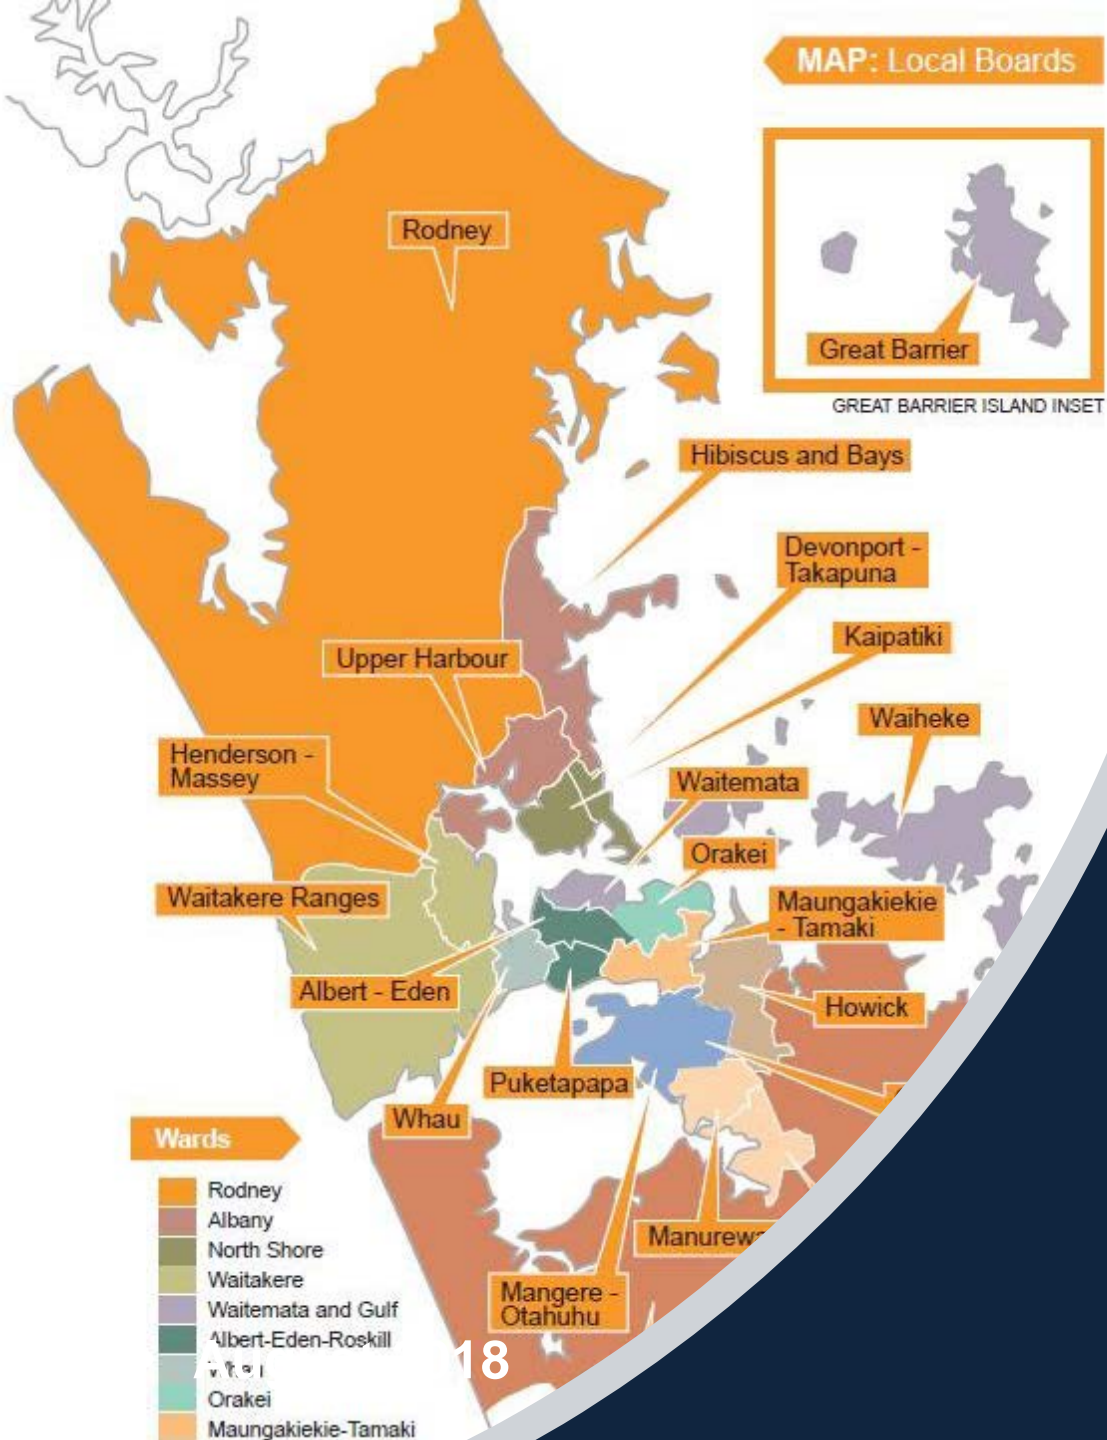 MAP: Local Boards
Rodney
Great Barrier
GREAT BARRIER ISLAND INSET
Hibiscus and Bays
Devonport -
Takapuna
Kaipatiki
Upper Harbour
Waiheke
Henderson -
Massey
Waitemata
Orakei
Waitakere Ranges
Maungakiekie
- Tamaki
Albert - Eden
Howick
Puketapapa
Whau
Manurewa
Mangere -
Otahuhu
Wards
Rodney
Albany
North Shore
Waitakere
Waitemata and Gulf
Albert-Eden-Roskill
Whau
Orakei
Maungakiekie-Tamaki
18